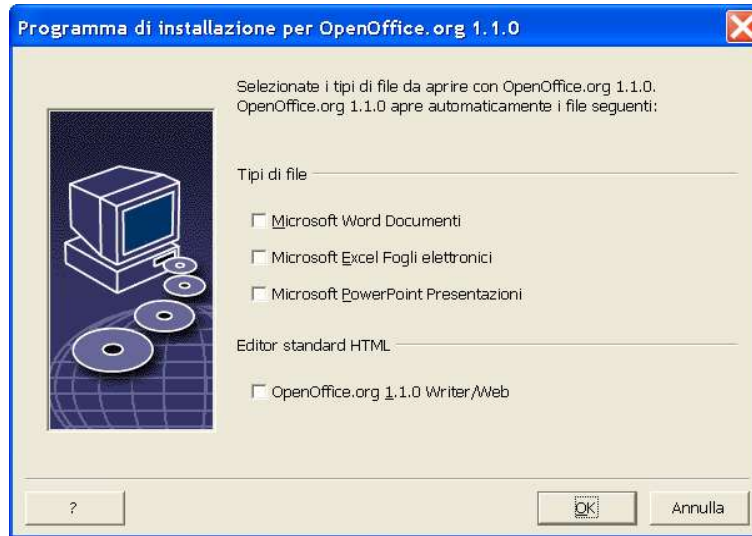 Programma di installazione per OpenOffice.org 1.1.0
Selezionate i tipi di file da aprire con OpenOffice.org 1.1.0.
OpenOffice.org 1.1.0 apre automaticamente i file seguenti:
Tipi di file
Microsoft Word Documenti
Microsoft Excel Fogli elettronici
Microsoft PowerPoint Presentazioni
Editor standard HTML
OpenOffice.org 1.1.0 Writer/Web
? OK Annulla